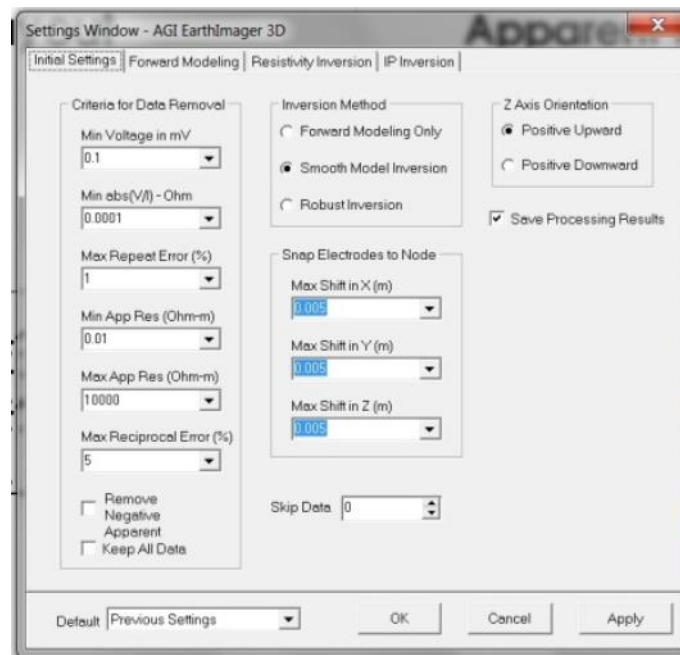 Settings Window - AGI EarthImager 3D
Initial Settings
Forward Modeling
Resistivity Inversion
IP Inversion
Criteria for Data Removal
Min Voltage in mV
0.1
Min abs(V/I) - Ohm
0.0001
Max Repeat Error (%)
1
Min App Res (Ohm-m)
0.01
Max App Res (Ohm-m)
10000
Max Reciprocal Error (%)
5
Remove
Negative
Apparent
Keep All Data
Inversion Method
Forward Modeling Only
Smooth Model Inversion
Robust Inversion
Snap Electrodes to Node
Max Shift in X (m)
0.005
Max Shift in Y (m)
0.005
Max Shift in Z (m)
0.005
Skip Data 0
Z Axis Orientation
Positive Upward
Positive Downward
Save Processing Results
Default Previous Settings
OK
Cancel
Apply